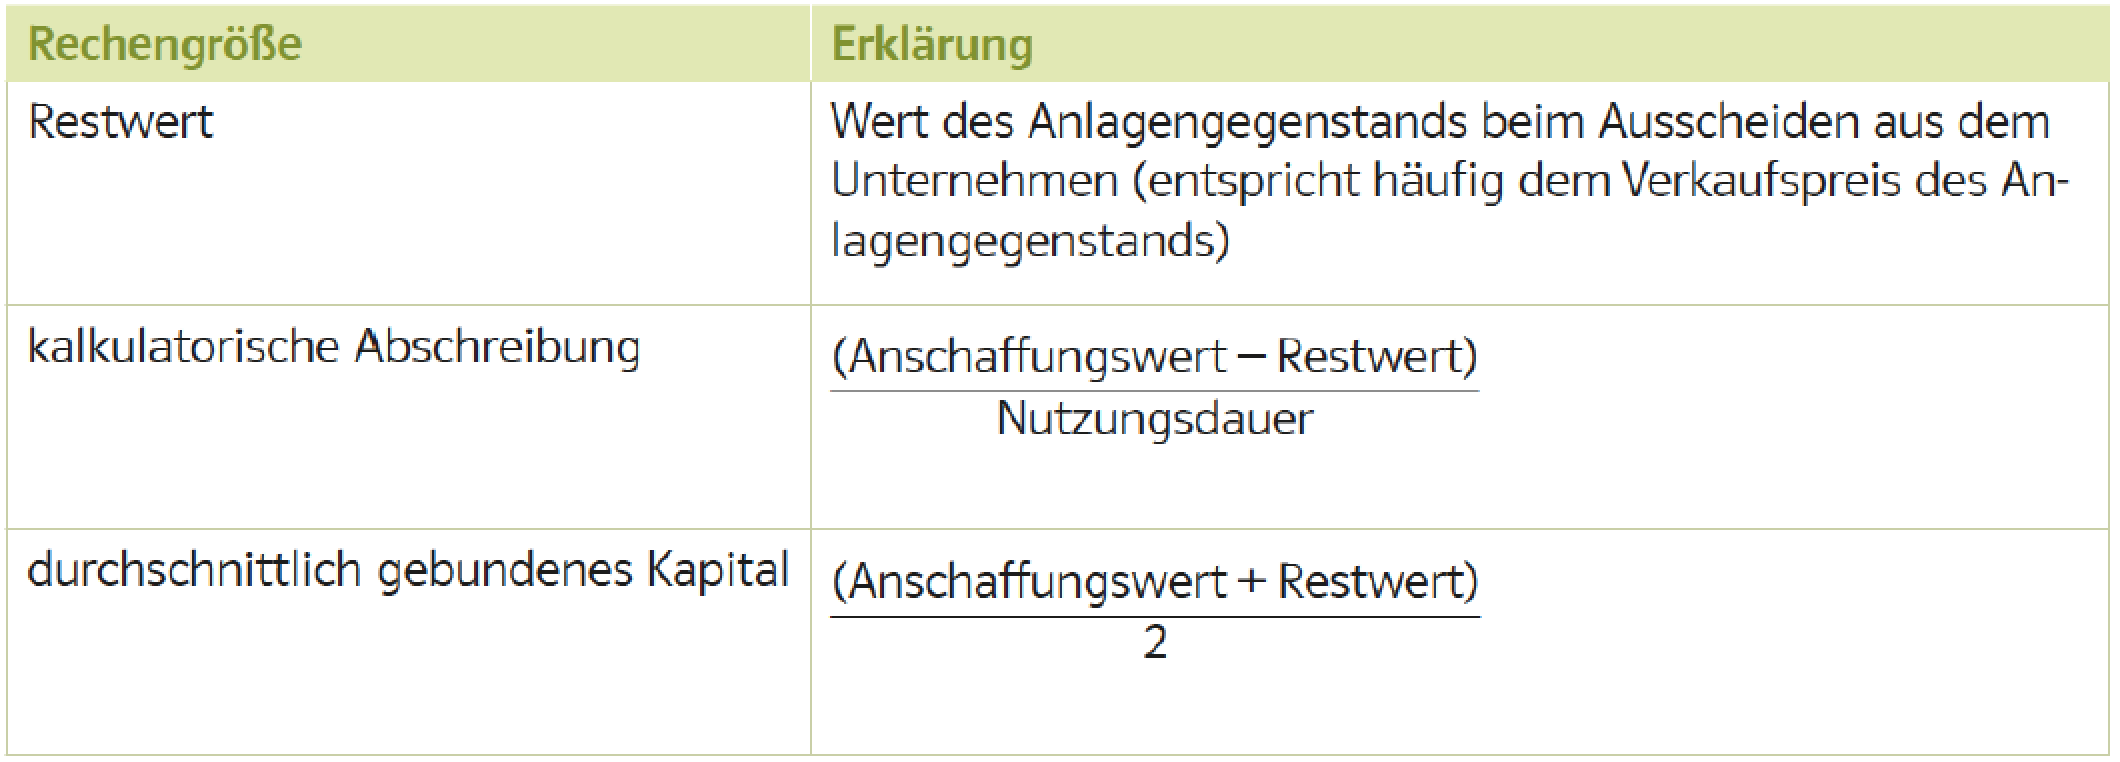 Rechengröße Erklärung
Restwert Wert des Anlagengegenstands beim Ausscheiden aus dem
Unternehmen (entspricht häufig dem Verkaufspreis des An-
lagengegenstands)
kalkulatorische Abschreibung (Anschaffungswert – Restwert)
Nutzungsdauer
durchschnittlich gebundenes Kapital (Anschaffungswert + Restwert)
2